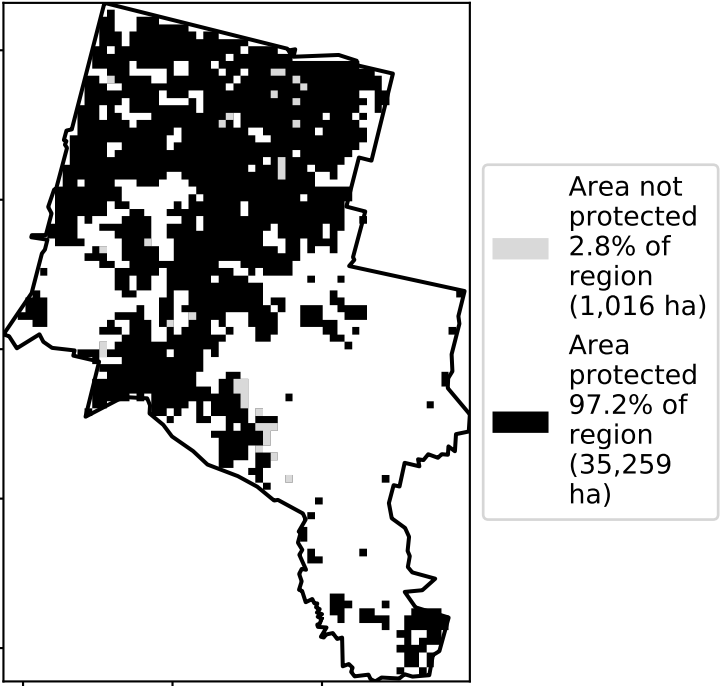 Area not
protected
2.8% of
region
(1,016 ha)
Area
protected
97.2% of
region
(35,259
ha)